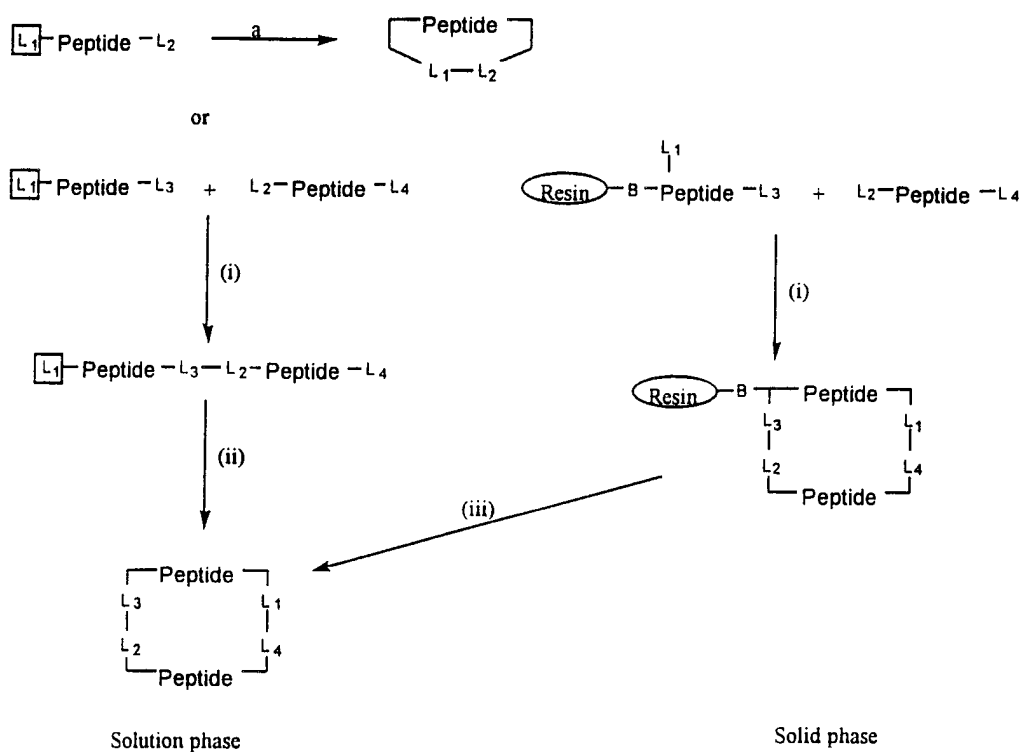 L1 Peptide L2 a Peptide
L1 L2
or
L1
L1 Peptide L3 + L2 Peptide L4 Resin B Peptide L3 + L2 Peptide L4
(i) (i)
L1 Peptide L3 L2 Peptide L4
Resin B Peptide
L3 L1
(ii)
L2 L4
Peptide
(iii)
Peptide
L3 L1
L2 L4
Peptide
Solution phase Solid phase